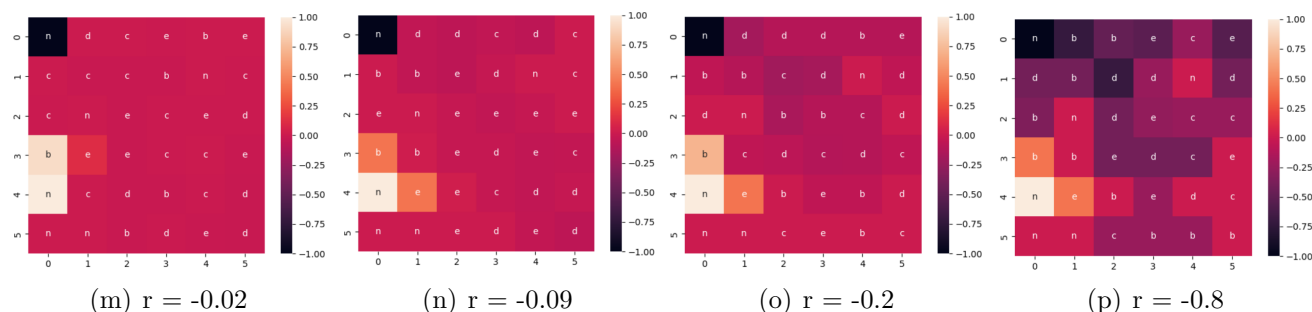 0 n d c e b e
1 c c c b n c
2 c n e c e d
3 b e e c c e
4 n c d b c d
5 n n b d e d
0 1 2 3 4 5
1.00
0.75
0.50
0.25
0.00
−0.25
−0.50
−0.75
−1.00
(m) r = -0.02
0 n d d c d c
1 b b e d n c
2 e n e e e e
3 b b e d e c
4 n e e c d d
5 n n e d e d
0 1 2 3 4 5
1.00
0.75
0.50
0.25
0.00
−0.25
−0.50
−0.75
−1.00
(n) r = -0.09
0 n d d d b e
1 b b c d n d
2 d n b b c d
3 b c d c d c
4 n e b e b d
5 n n c e b c
0 1 2 3 4 5
1.00
0.75
0.50
0.25
0.00
−0.25
−0.50
−0.75
−1.00
(o) r = -0.2
0 n b b e c e
1 d b d d n d
2 b n d e c c
3 b b e d c e
4 n e b e d c
5 n n c b b b
0 1 2 3 4 5
1.00
0.75
0.50
0.25
0.00
−0.25
−0.50
−0.75
−1.00
(p) r = -0.8